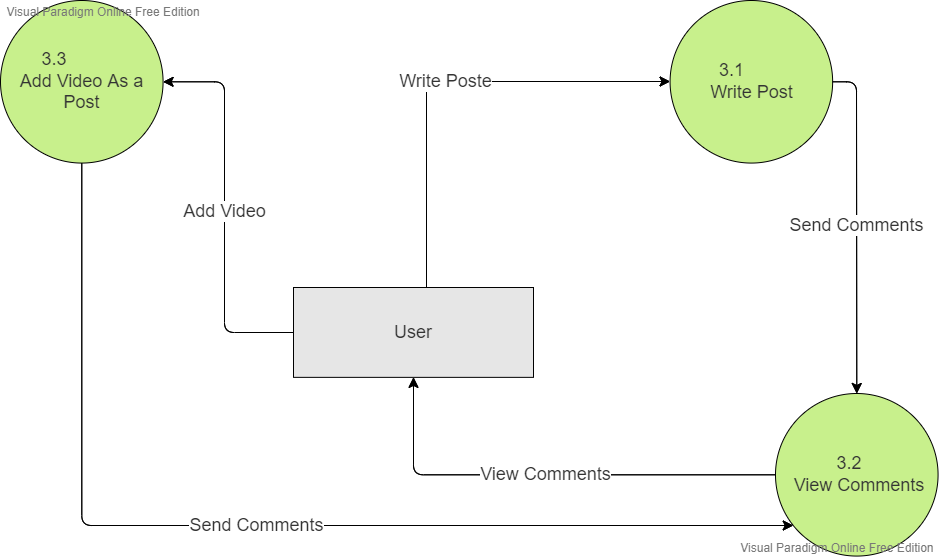 Visual Paradigm Online Free Edition
3.3
Add Video As a
Post
Write Poste
3.1
Write Post
Add Video
Send Comments
User
View Comments
3.2
View Comments
Send Comments
Visual Paradigm Online Free Edition